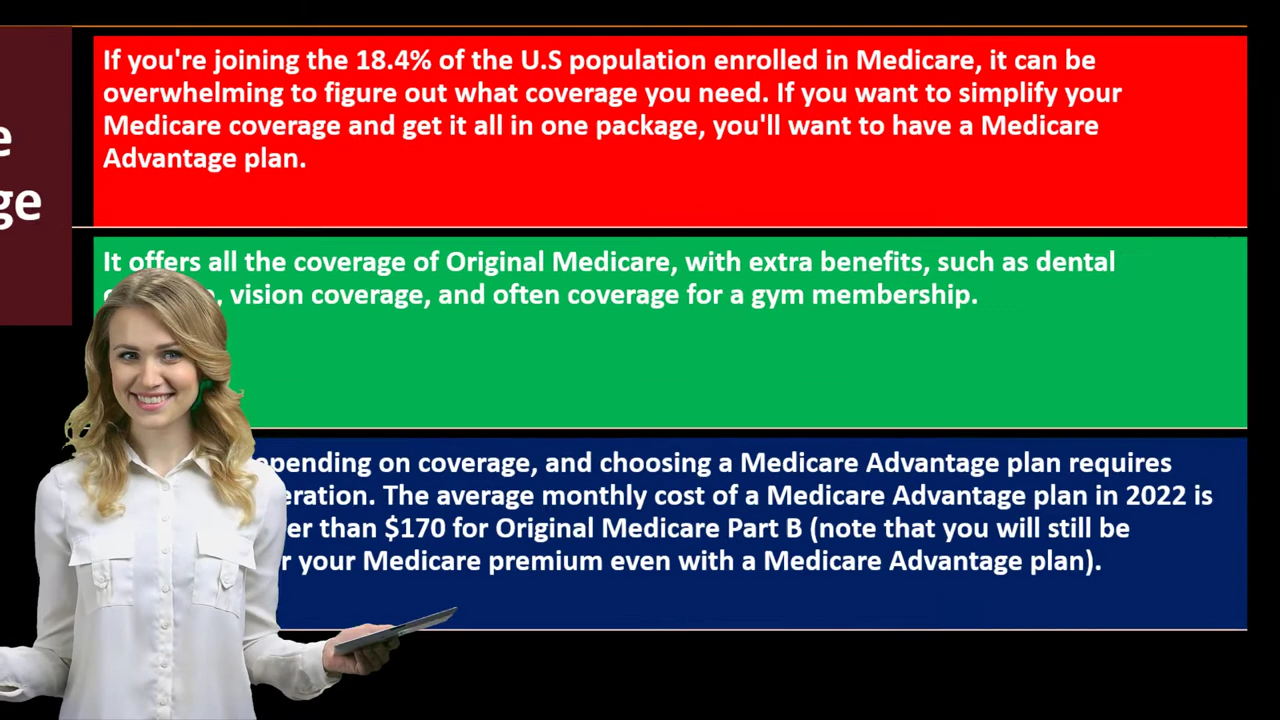 e
ge
If you're joining the 18.4% of the U.S population enrolled in Medicare, it can be
overwhelming to figure out what coverage you need. If you want to simplify your
Medicare coverage and get it all in one package, you'll want to have a Medicare
Advantage plan.
It offers all the coverage of Original Medicare, with extra benefits, such as dental
vision coverage, and often coverage for a gym membership.
on coverage, and choosing a Medicare Advantage plan requires
The average monthly cost of a Medicare Advantage plan in 2022 is
than $170 for Original Medicare Part B (note that you will still be
your Medicare premium even with a Medicare Advantage plan).